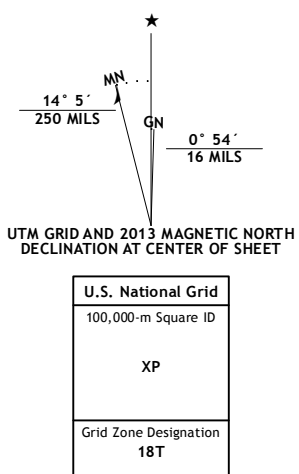 ★
MN
GN
14° 5´
250 MILS
0° 54´
16 MILS
UTM GRID AND 2013 MAGNETIC NORTH
DECLINATION AT CENTER OF SHEET
U.S. National Grid
100,000-m Square ID
XP
Grid Zone Designation
18T